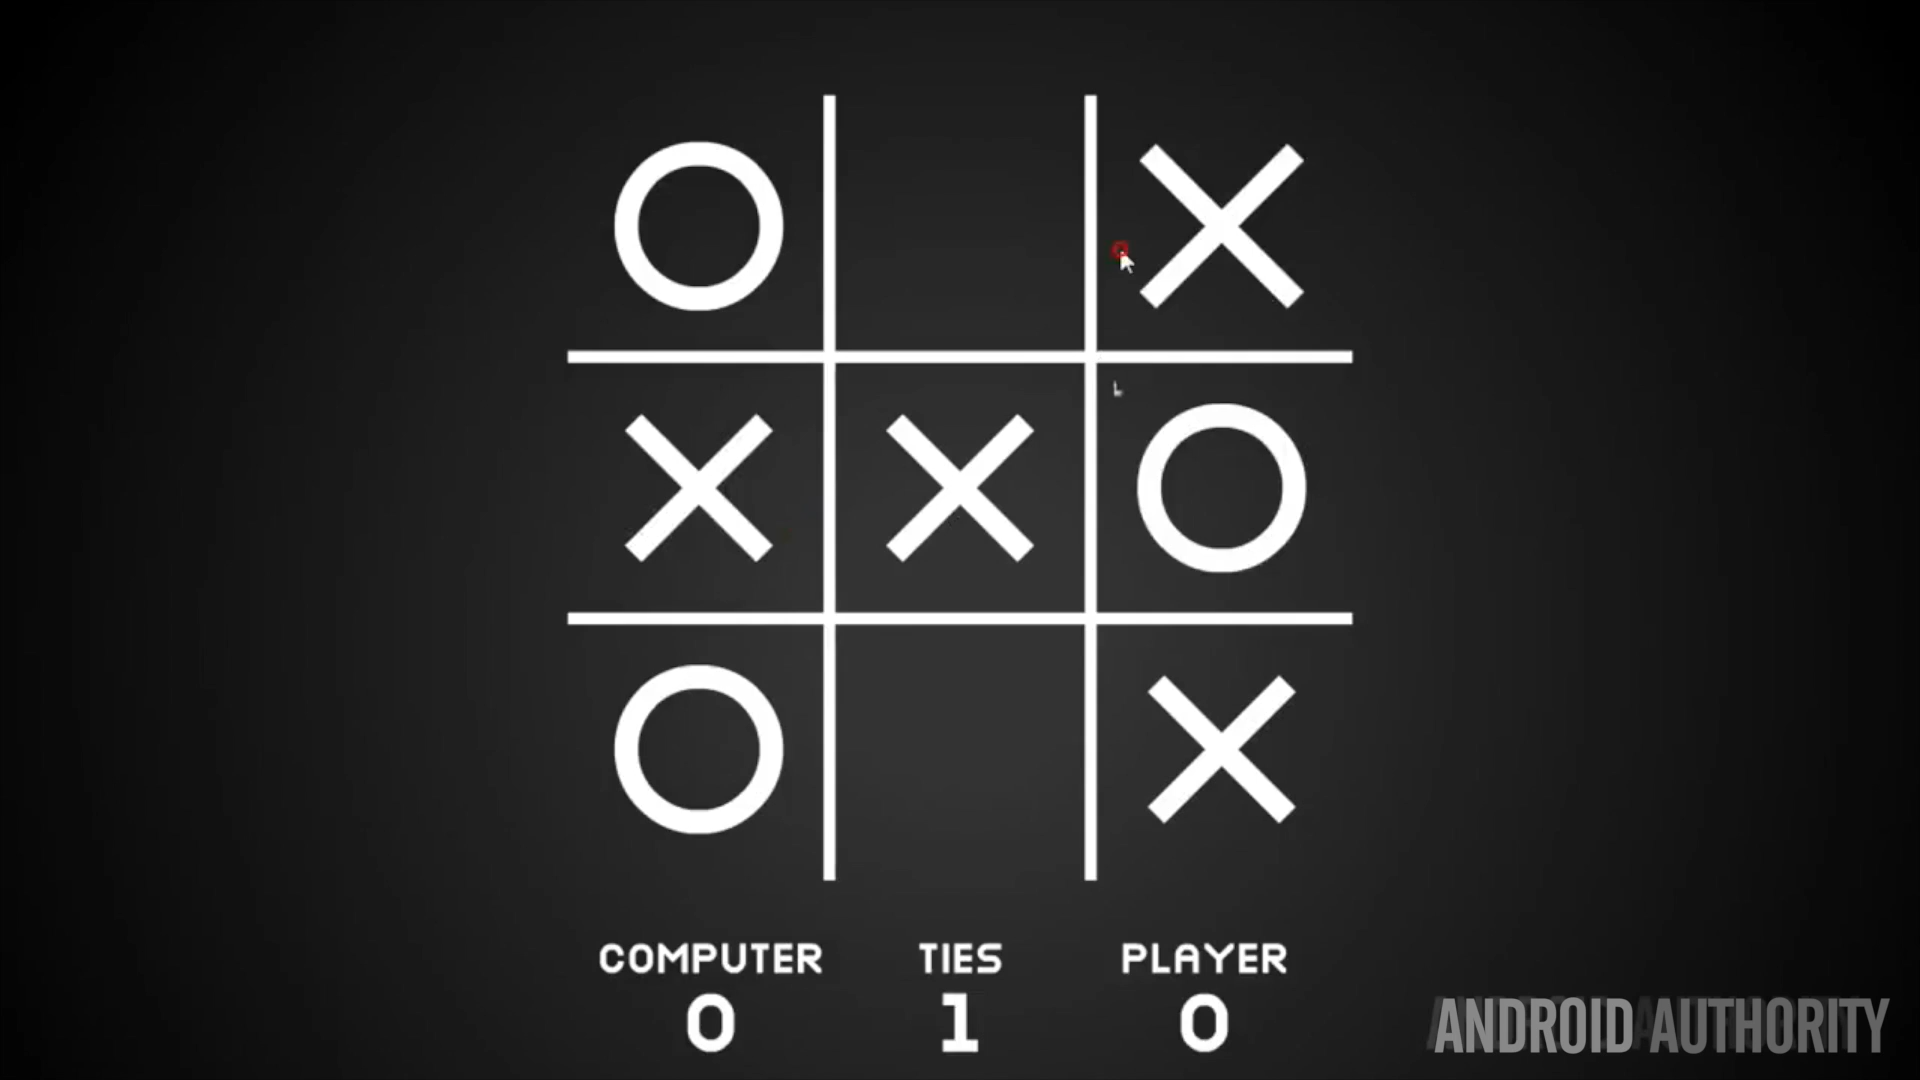 O X
X X O
O X
COMPUTER TIES PLAYER
0 1 0
ANDROID AUTHORITY